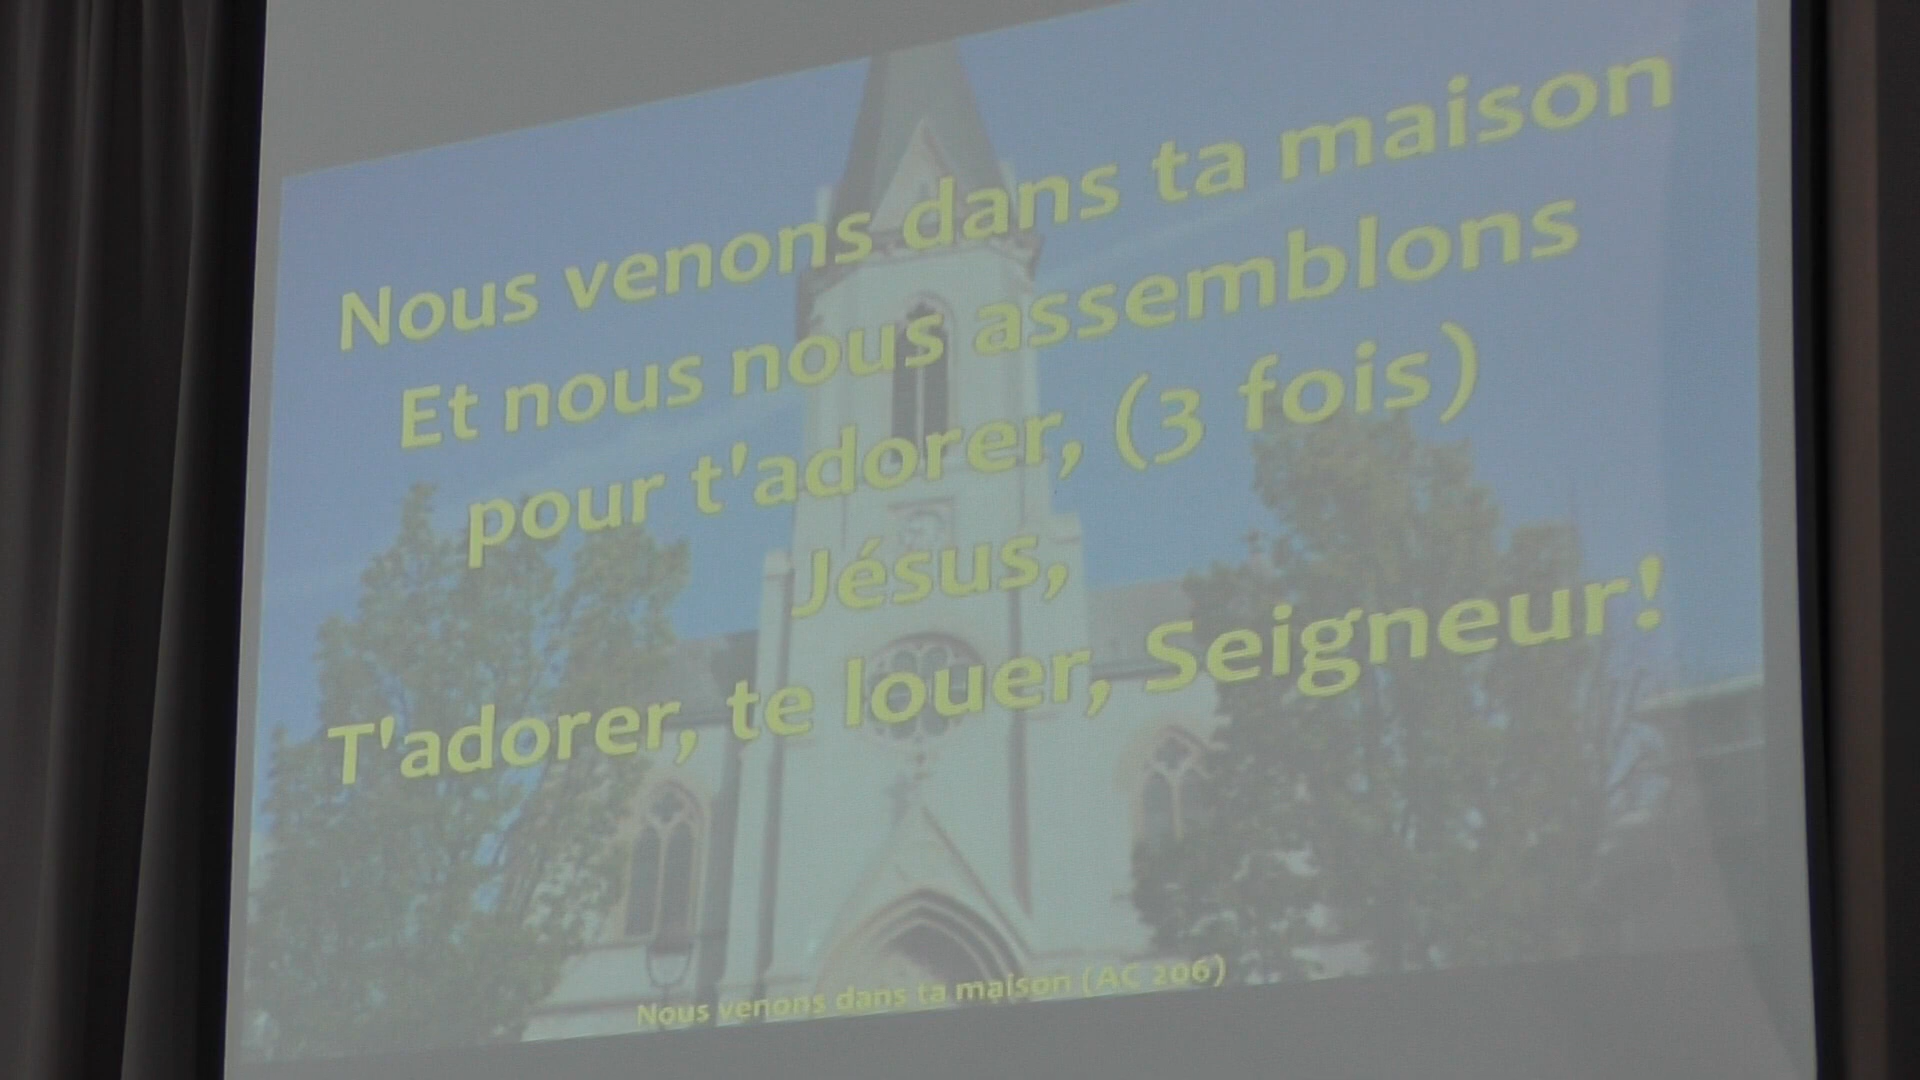 Nous venons dans ta maison
Et nous nous assemblons
pour t'adorer, (3 fois)
Jésus,
T'adorer, te louer, Seigneur!
Nous venons dans ta maison (AC 206)